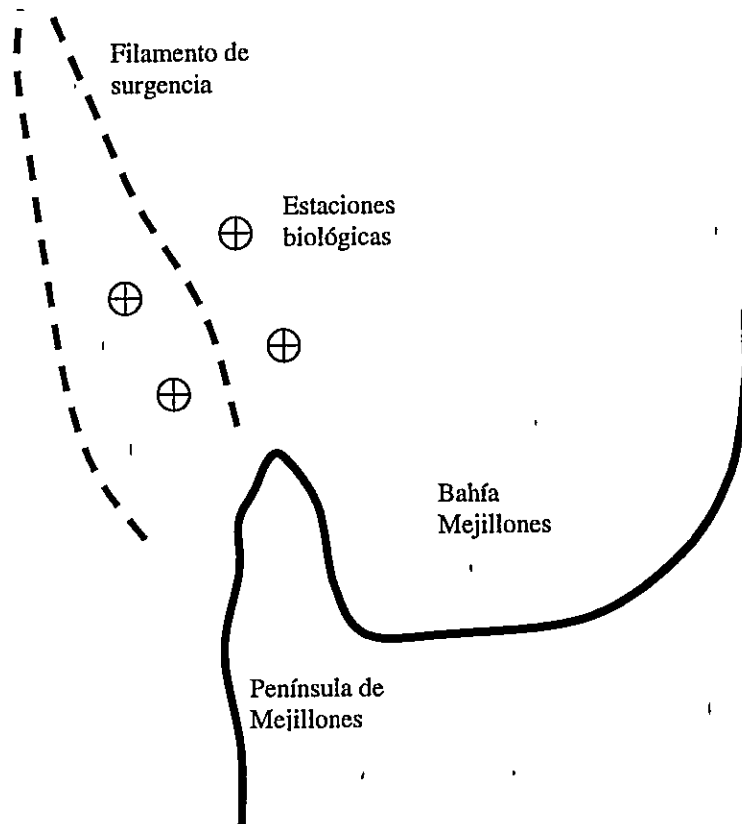 Filamento de
surgencia
Estaciones
biológicas
Bahía
Mejillones
Península de
Mejillones